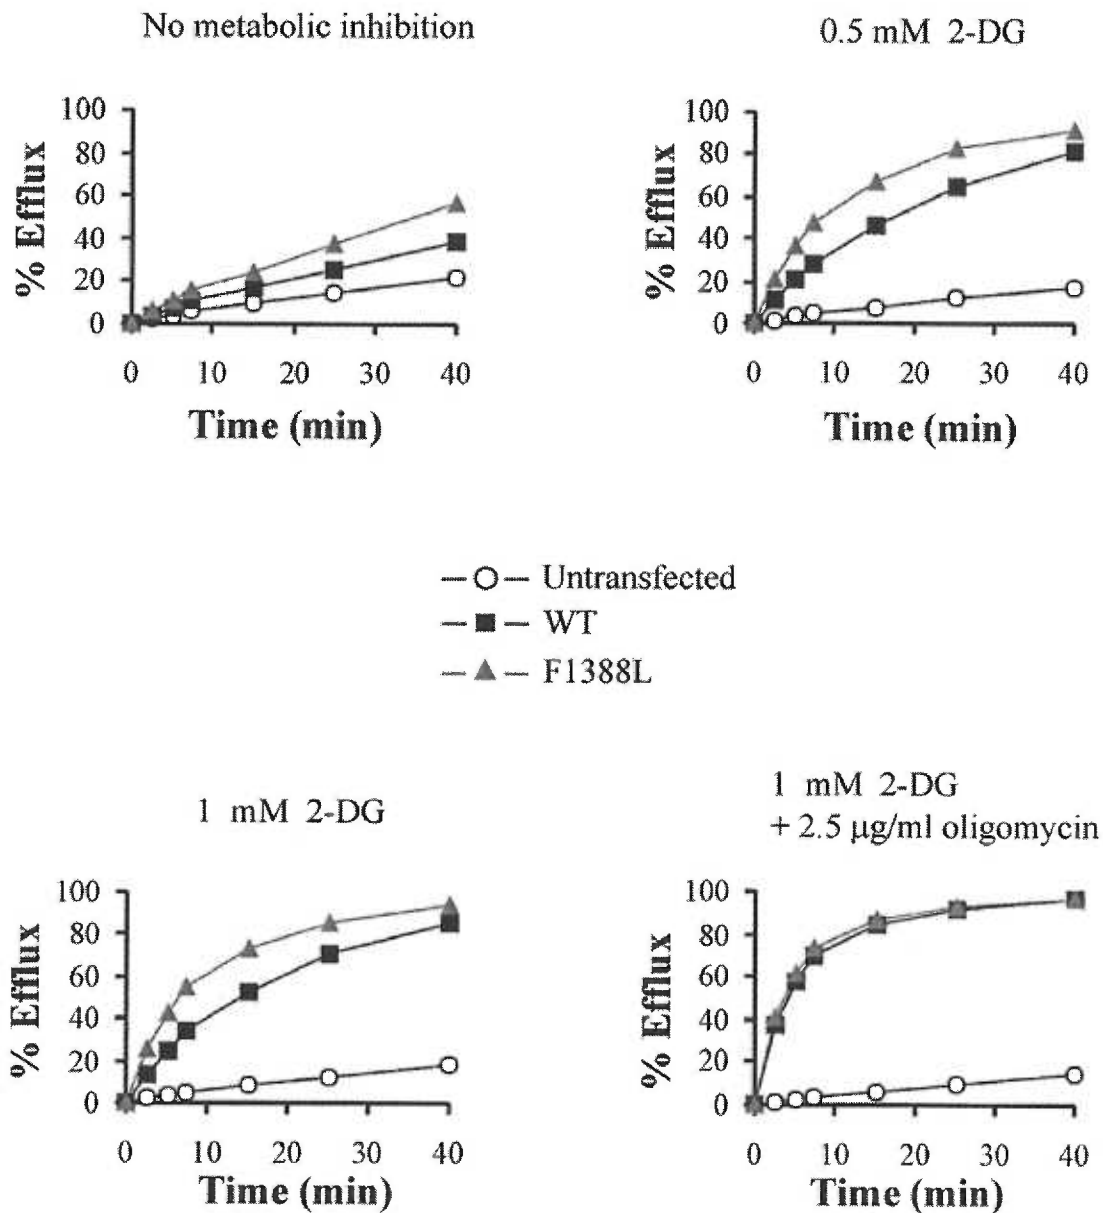 No metabolic inhibition
100
80
60
40
20
0
% Efflux
0 10 20 30 40
Time (min)
0.5 mM 2-DG
100
80
60
40
20
0
% Efflux
0 10 20 30 40
Time (min)
Untransfected
WT
F1388L
1 mM 2-DG
100
80
60
40
20
0
% Efflux
0 10 20 30 40
Time (min)
1 mM 2-DG
+ 2.5 μg/ml oligomycin
100
80
60
40
20
0
% Efflux
0 10 20 30 40
Time (min)